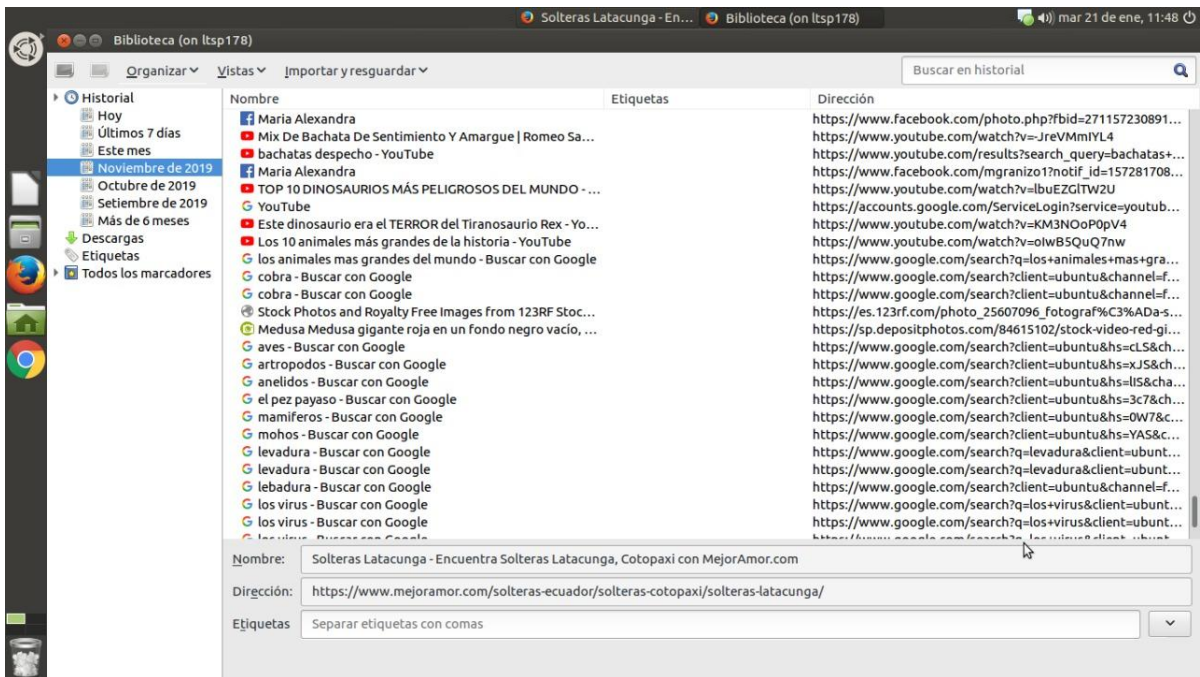 Solteras Latacunga - En... Biblioteca (on ltsp178) mar 21 de ene, 11:48
Biblioteca (on ltsp178)
Organizar Vistas Importar y resguardar Buscar en historial
Historial
Hoy
Últimos 7 días
Este mes
Noviembre de 2019
Octubre de 2019
Setiembre de 2019
Más de 6 meses
Descargas
Etiquetas
Todos los marcadores
Nombre Etiquetas Dirección
Maria Alexandra https://www.facebook.com/photo.php?fbid=271157230891...
Mix De Bachata De Sentimiento Y Amargue | Romeo Sa... https://www.youtube.com/watch?v=-JreVMmIYL4
bachatas despecho - YouTube https://www.youtube.com/results?search_query=bachatas+...
Maria Alexandra https://www.facebook.com/mgranizo1?notif_id=157281708...
TOP 10 DINOSAURIOS MÁS PELIGROSOS DEL MUNDO - ... https://www.youtube.com/watch?v=lbuEZGlTW2U
YouTube https://accounts.google.com/ServiceLogin?service=youtub...
Este dinosaurio era el TERROR del Tiranosaurio Rex - Yo... https://www.youtube.com/watch?v=KM3NOoP0pV4
Los 10 animales más grandes de la historia - YouTube https://www.youtube.com/watch?v=oIwB5QuQ7nw
los animales mas grandes del mundo - Buscar con Google https://www.google.com/search?q=los+animales+mas+gra...
cobra - Buscar con Google https://www.google.com/search?client=ubuntu&channel=f...
cobra - Buscar con Google https://www.google.com/search?client=ubuntu&channel=f...
Stock Photos and Royalty Free Images from 123RF Stoc... https://es.123rf.com/photo_25607096_fotograf%C3%ADa-s...
Medusa Medusa gigante roja en un fondo negro vacío, ... https://sp.depositphotos.com/84615102/stock-video-red-gi...
aves - Buscar con Google https://www.google.com/search?client=ubuntu&hs=cLS&ch...
artropodos - Buscar con Google https://www.google.com/search?client=ubuntu&hs=xJS&ch...
anelidos - Buscar con Google https://www.google.com/search?client=ubuntu&hs=lIS&cha...
el pez payaso - Buscar con Google https://www.google.com/search?client=ubuntu&hs=3c7&ch...
mamiferos - Buscar con Google https://www.google.com/search?client=ubuntu&hs=0W7&c...
mohos - Buscar con Google https://www.google.com/search?client=ubuntu&hs=YAS&c...
levadura - Buscar con Google https://www.google.com/search?q=levadura&client=ubunt...
levadura - Buscar con Google https://www.google.com/search?q=levadura&client=ubunt...
lebadura - Buscar con Google https://www.google.com/search?client=ubuntu&channel=f...
los virus - Buscar con Google https://www.google.com/search?q=los+virus&client=ubunt...
los virus - Buscar con Google https://www.google.com/search?q=los+virus&client=ubunt...
los virus - Buscar con Google https://www.google.com/search?q=los+virus&client=ubunt...
Nombre: Solteras Latacunga - Encuentra Solteras Latacunga, Cotopaxi con MejorAmor.com
Dirección: https://www.mejoramor.com/solteras-ecuador/solteras-cotopaxi/solteras-latacunga/
Etiquetas Separar etiquetas con comas